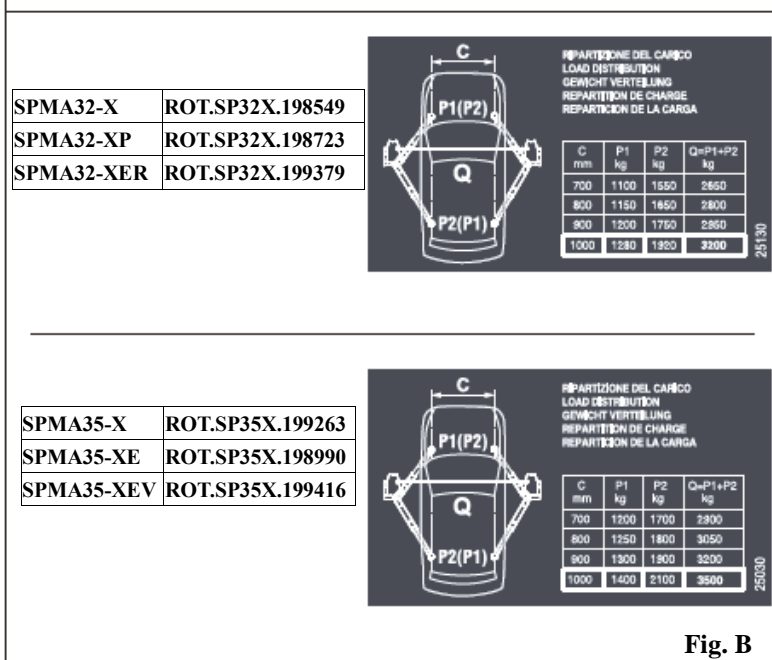 SPMA32-X ROT.SP32X.198549
SPMA32-XP ROT.SP32X.198723
SPMA32-XER ROT.SP32X.199379
C
P1(P2)
Q
P2(P1)
RIPARTIZIONE DEL CARICO
LOAD DISTRIBUTION
GEWICHT VERTEILUNG
REPARTITION DE CHARGE
REPARTICION DE LA CARGA
C P1 P2 Q=P1+P2
mm kg kg kg
700 1100 1550 2650
800 1150 1650 2800
900 1200 1750 2950
1000 1280 1920 3200
25130
SPMA35-X ROT.SP35X.199263
SPMA35-XE ROT.SP35X.198990
SPMA35-XEV ROT.SP35X.199416
C
P1(P2)
Q
P2(P1)
RIPARTIZIONE DEL CARICO
LOAD DISTRIBUTION
GEWICHT VERTEILUNG
REPARTITION DE CHARGE
REPARTICION DE LA CARGA
C P1 P2 Q=P1+P2
mm kg kg kg
700 1200 1700 2900
800 1250 1800 3050
900 1300 1900 3200
1000 1400 2100 3500
25030
Fig. B